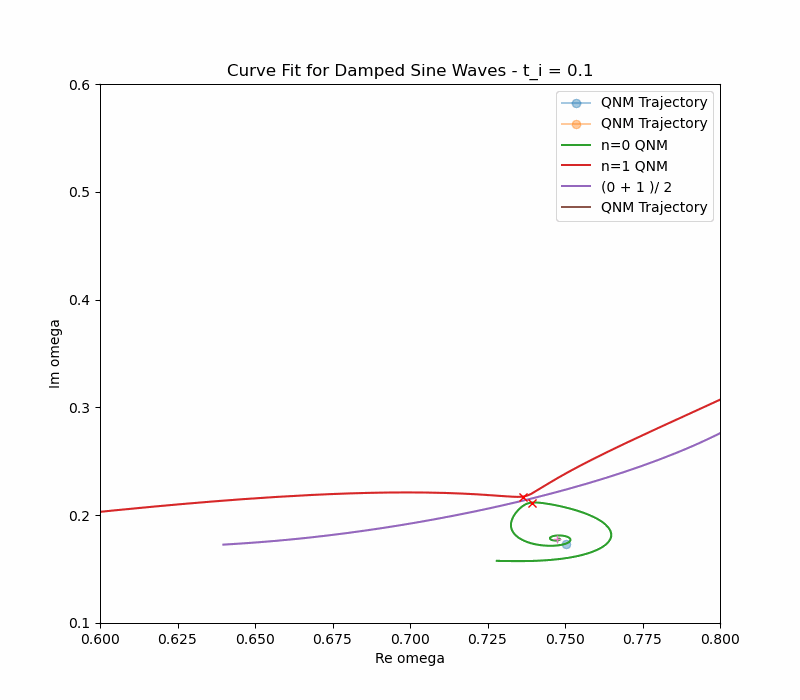 Curve Fit for Damped Sine Waves - t_i = 0.1
QNM Trajectory
QNM Trajectory
n=0 QNM
n=1 QNM
(0 + 1 )/ 2
QNM Trajectory
Im omega
0.6
0.5
0.4
0.3
0.2
0.1
0.600 0.625 0.650 0.675 0.700 0.725 0.750 0.775 0.800
Re omega